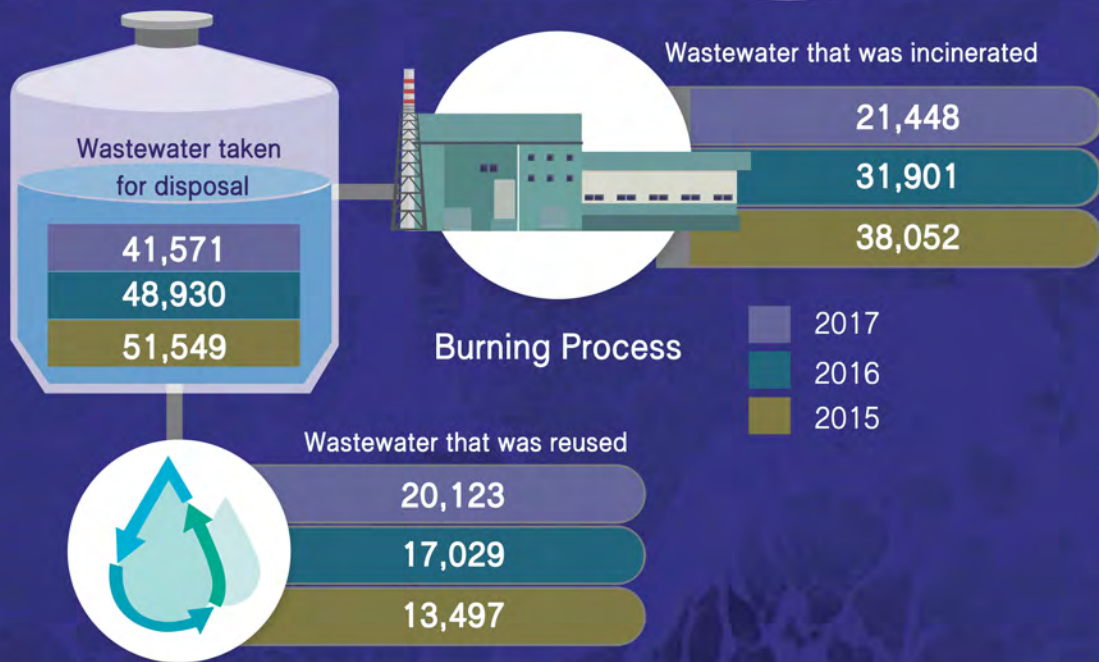 Wastewater that was incinerated
21,448
31,901
38,052
Wastewater taken
for disposal
41,571
48,930
51,549
Burning Process
2017
2016
2015
Wastewater that was reused
20,123
17,029
13,497